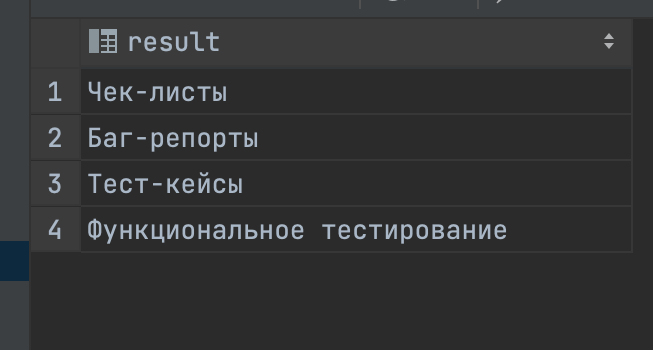 result
1 Чек-листы
2 Баг-репорты
3 Тест-кейсы
4 Функциональное тестирование